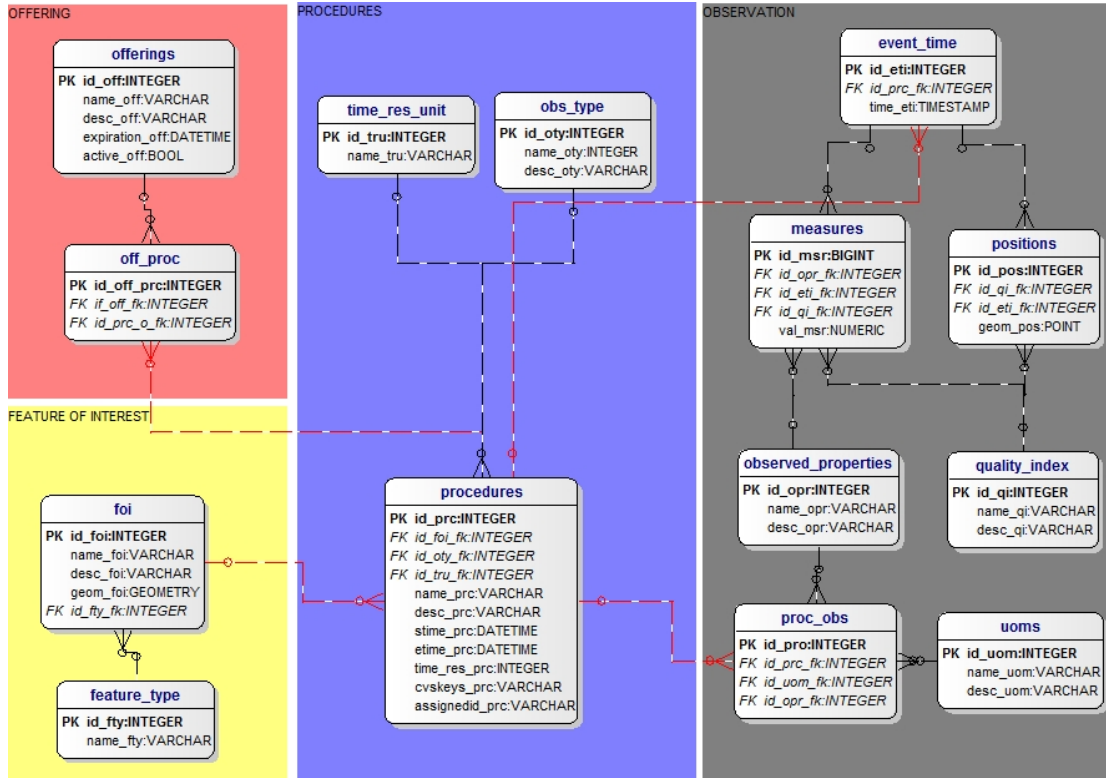 OFFERING
offerings
PK id_off:INTEGER
name_off:VARCHAR
desc_off:VARCHAR
expiration_off:DATETIME
active_off:BOOL
off_proc
PK id_off_prc:INTEGER
FK if_off_fk:INTEGER
FK id_prc_o_fk:INTEGER
FEATURE OF INTEREST
foi
PK id_foi:INTEGER
name_foi:VARCHAR
desc_foi:VARCHAR
geom_foi:GEOMETRY
FK id_fty_fk:INTEGER
feature_type
PK id_fty:INTEGER
name_fty:VARCHAR
PROCEDURES
time_res_unit
PK id_tru:INTEGER
name_tru:VARCHAR
obs_type
PK id_oty:INTEGER
name_oty:INTEGER
desc_oty:VARCHAR
procedures
PK id_prc:INTEGER
FK id_foi_fk:INTEGER
FK id_oty_fk:INTEGER
FK id_tru_fk:INTEGER
name_prc:VARCHAR
desc_prc:VARCHAR
stime_prc:DATETIME
etime_prc:DATETIME
time_res_prc:INTEGER
cvskeys_prc:VARCHAR
assignedid_prc:VARCHAR
OBSERVATION
event_time
PK id_eti:INTEGER
FK id_prc_fk:INTEGER
time_eti:TIMESTAMP
measures
PK id_msr:BIGINT
FK id_opr_fk:INTEGER
FK id_eti_fk:INTEGER
FK id_qi_fk:INTEGER
val_msr:NUMERIC
positions
PK id_pos:INTEGER
FK id_qi_fk:INTEGER
FK id_eti_fk:INTEGER
geom_pos:POINT
observed_properties
PK id_opr:INTEGER
name_opr:VARCHAR
desc_opr:VARCHAR
quality_index
PK id_qi:INTEGER
name_qi:VARCHAR
desc_qi:VARCHAR
proc_obs
PK id_pro:INTEGER
FK id_prc_fk:INTEGER
FK id_uom_fk:INTEGER
FK id_opr_fk:INTEGER
uoms
PK id_uom:INTEGER
name_uom:VARCHAR
desc_uom:VARCHAR